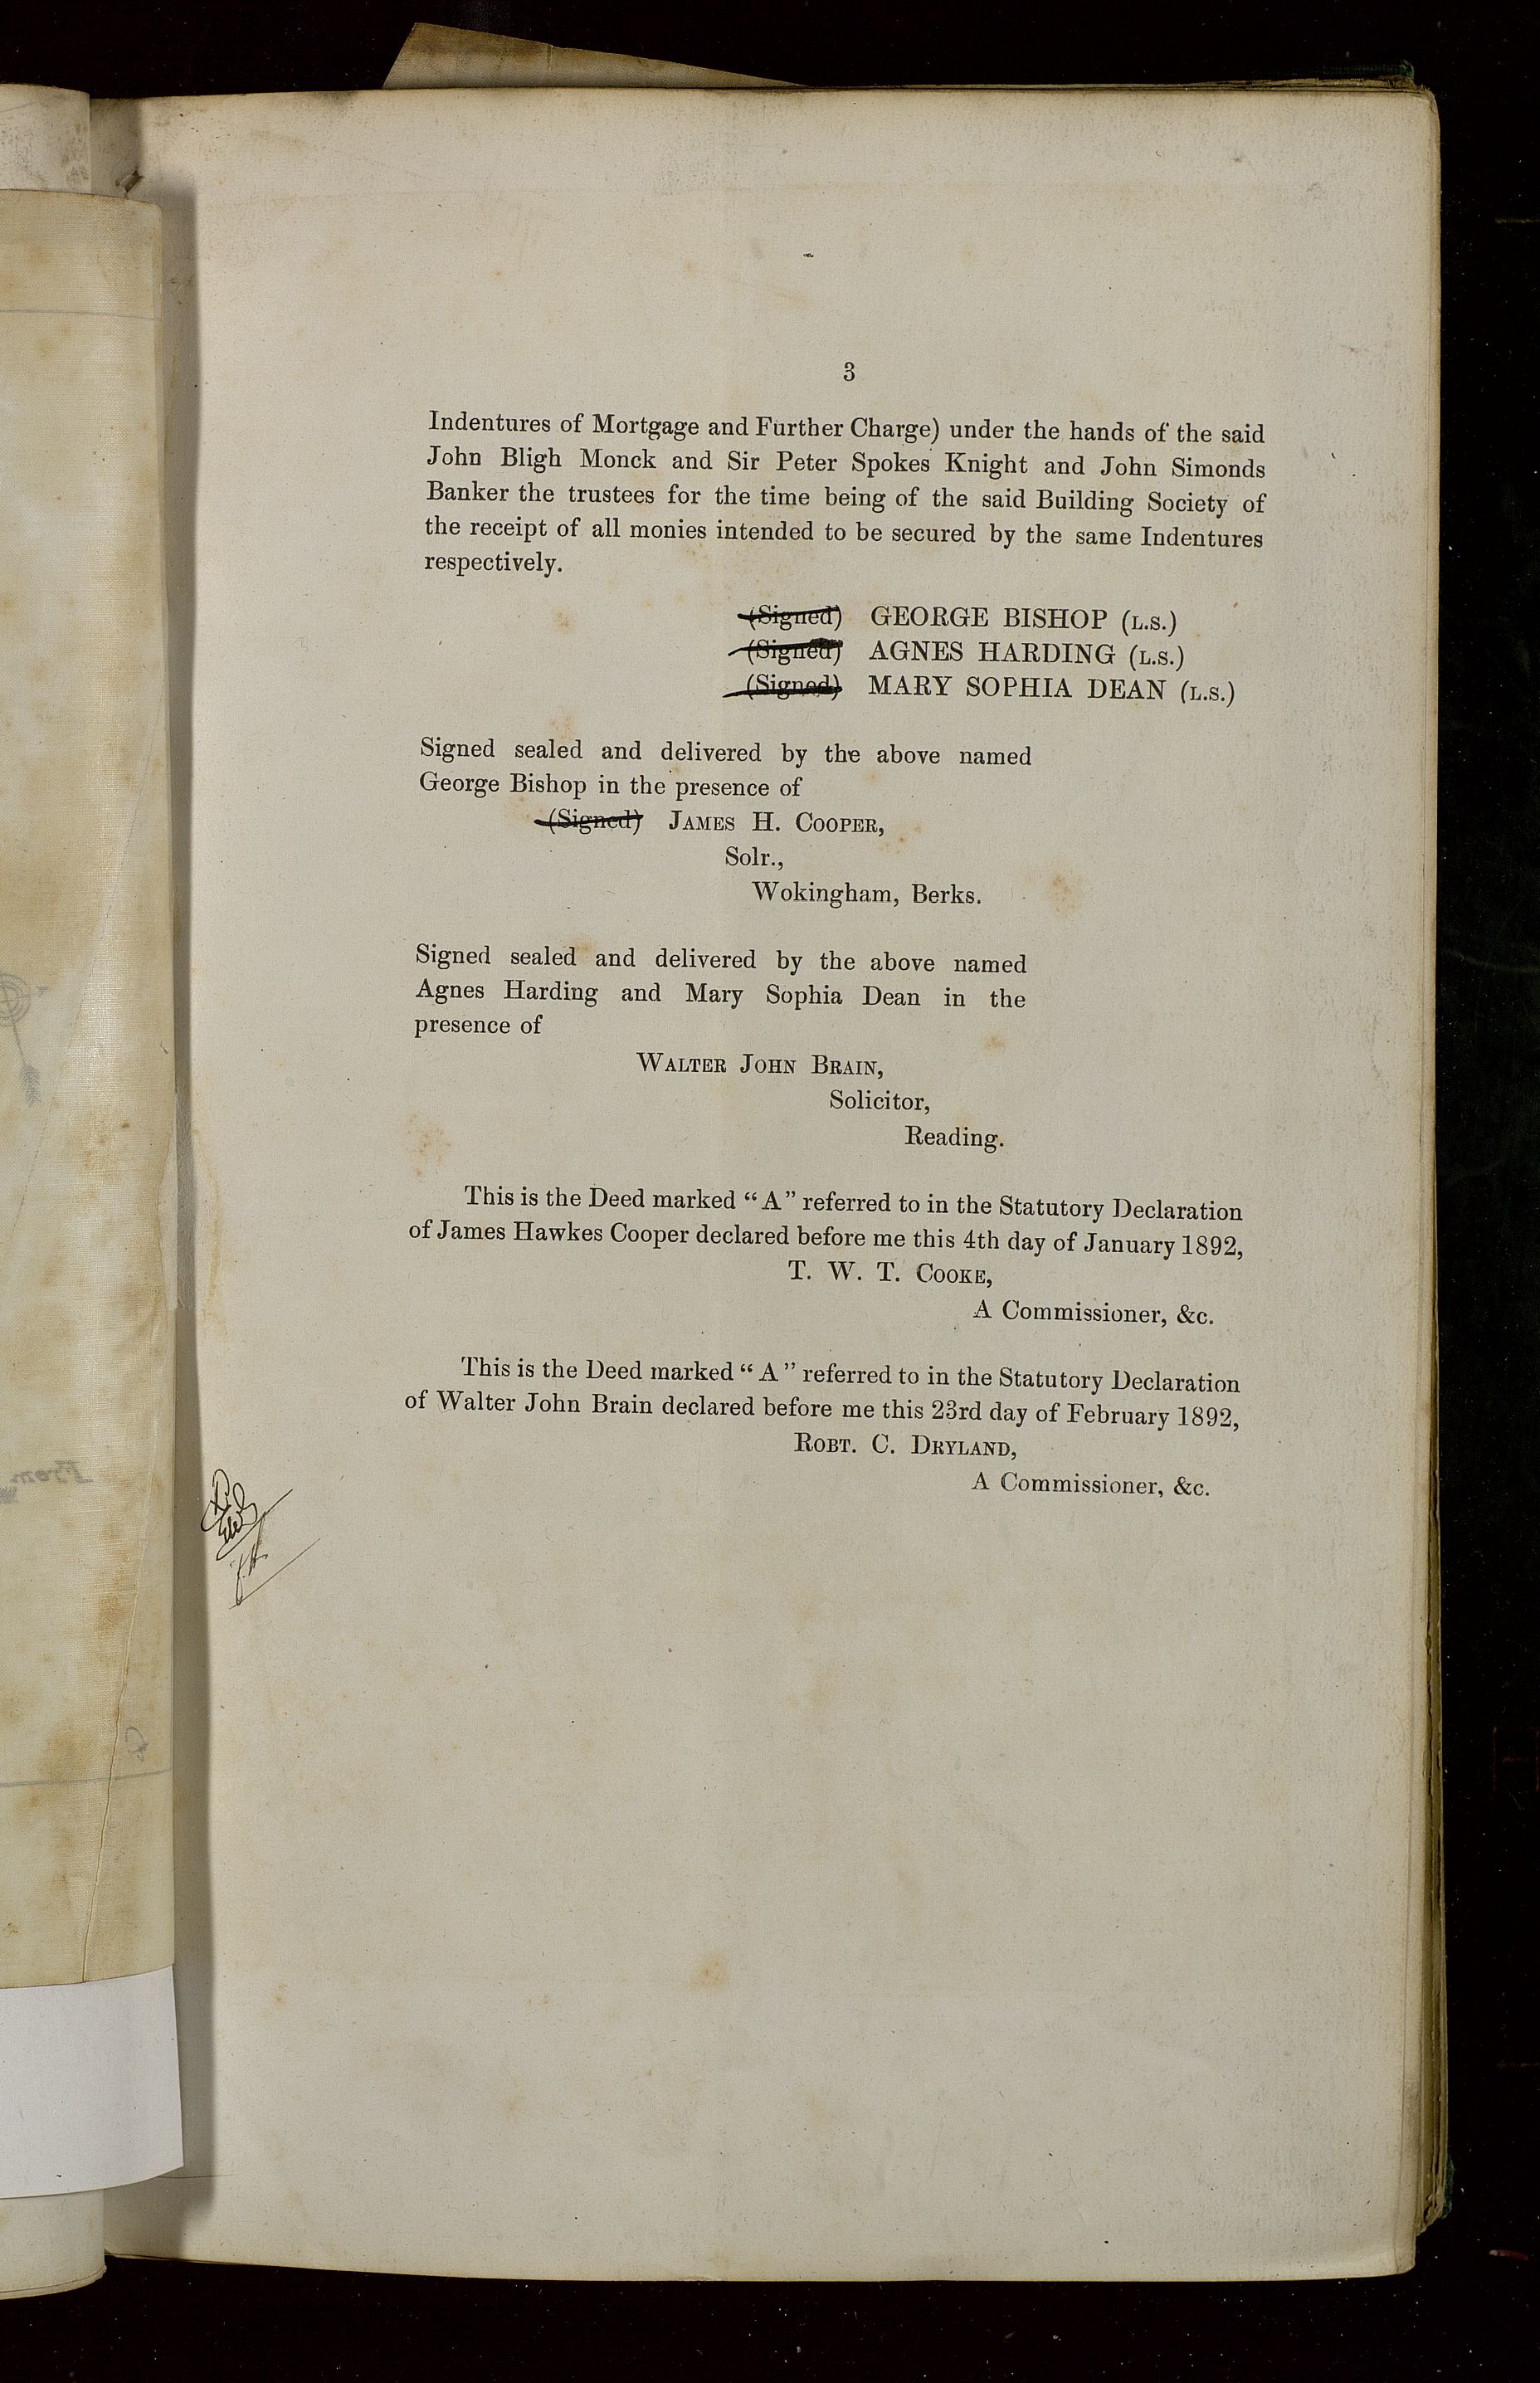 3
Indentures of Mortgage and Further Charge) under the hands of the said
John Bligh Monck and Sir Peter Spokes Knight and John Simonds
Banker the trustees for the time being of the said Building Society of
the receipt of all monies intended to be secured by the same Indentures
respectively.
(Signed) GEORGE BISHOP (L.S.)
(Signed) AGNES HARDING (L.S.)
(Signed) MARY SOPHIA DEAN (L.S.)
Signed sealed and delivered by the above named
George Bishop in the presence of
(Signed) JAMES H. COOPER,
Solr.,
Wokingham, Berks.
Signed sealed and delivered by the above named
Agnes Harding and Mary Sophia Dean in the
presence of
WALTER JOHN BRAIN,
Solicitor,
Reading.
This is the Deed marked “A” referred to in the Statutory Declaration
of James Hawkes Cooper declared before me this 4th day of January 1892,
T. W. T. COOKE,
A Commissioner, &c.
This is the Deed marked “A” referred to in the Statutory Declaration
of Walter John Brain declared before me this 23rd day of February 1892,
ROBT. C. DRYLAND,
A Commissioner, &c.